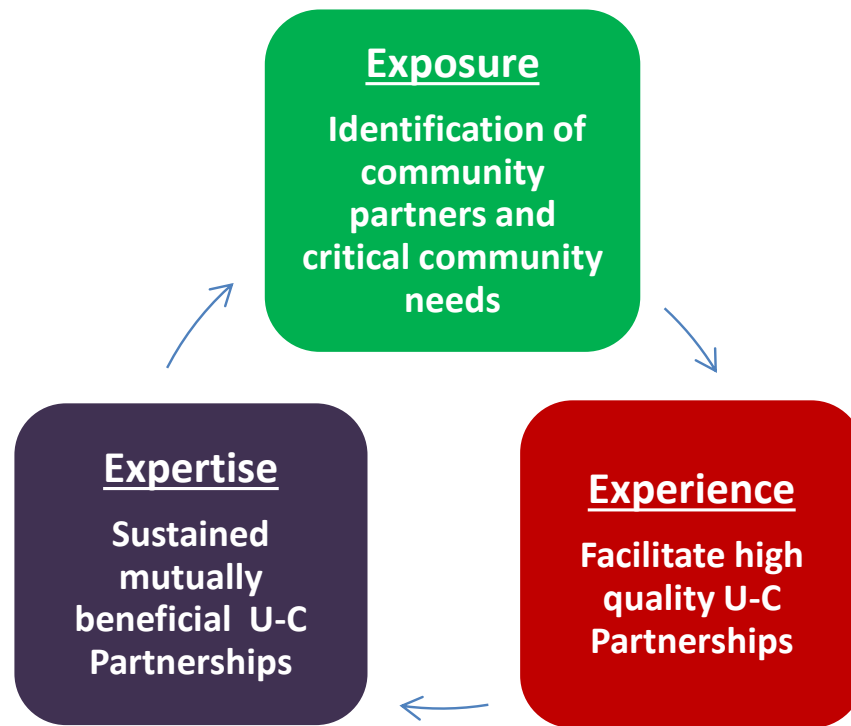 Exposure
Identification of
community
partners and
critical community
needs
Expertise
Sustained
mutually
beneficial  U-C
Partnerships
Experience
Facilitate high
quality U-C
Partnerships